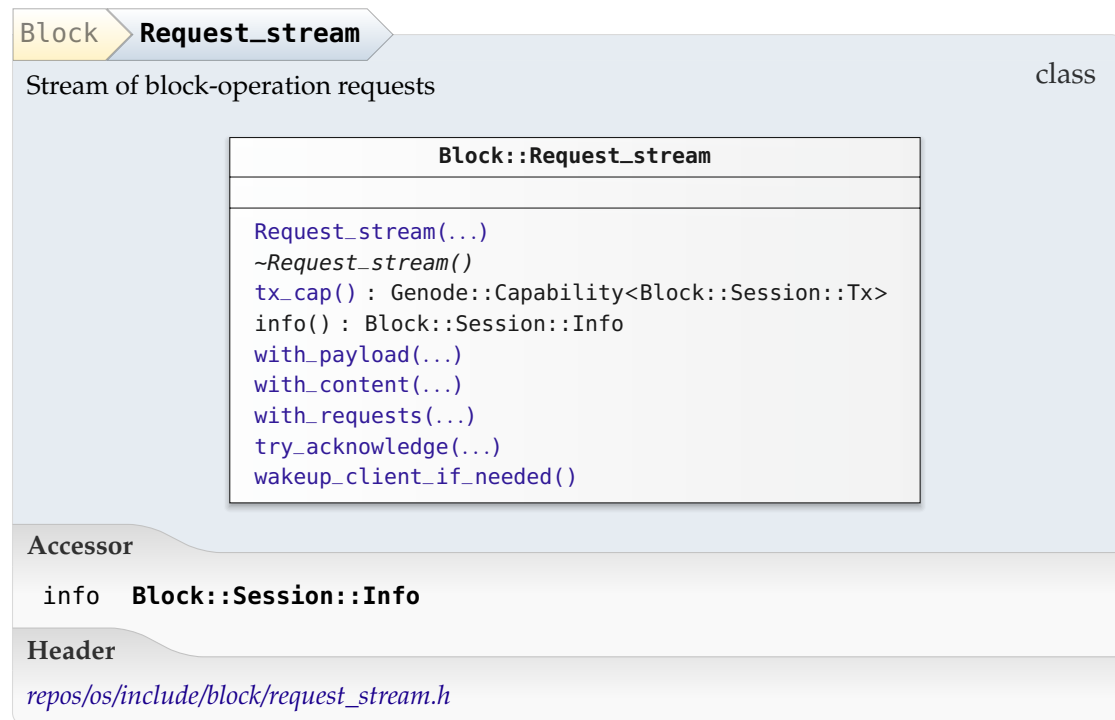 Block Request_stream
class
Stream of block-operation requests
Block::Request_stream
Request_stream(...)
~Request_stream()
tx_cap() : Genode::Capability<Block::Session::Tx>
info() : Block::Session::Info
with_payload(...)
with_content(...)
with_requests(...)
try_acknowledge(...)
wakeup_client_if_needed()
Accessor
info Block::Session::Info
Header
repos/os/include/block/request_stream.h